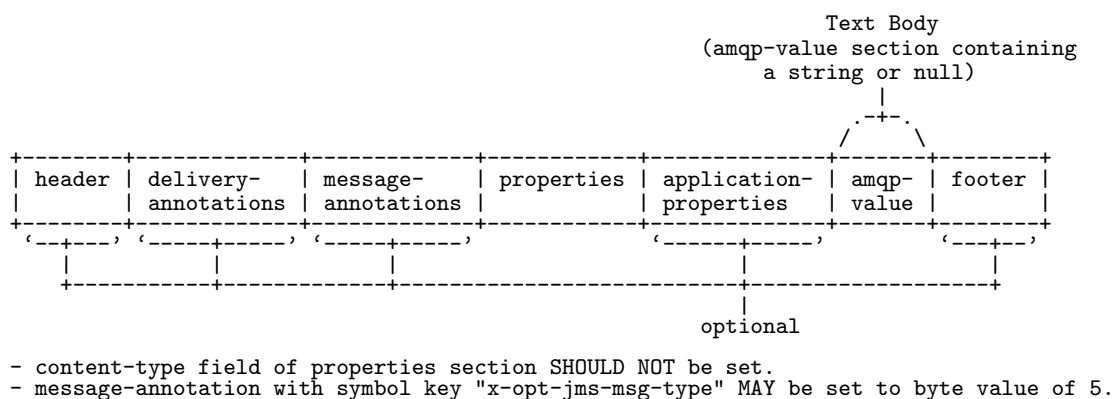 Text Body
(amqp-value section containing
a string or null)
|
.-+-.
/     \
+--------+-------------+-------------+------------+--------------+-------+--------+
| header | delivery-   | message-    | properties | application- | amqp- | footer |
|        | annotations | annotations |            | properties   | value |        |
+--------+-------------+-------------+------------+--------------+-------+--------+
‘--+---’ ‘-----+-----’ ‘-----+-----’              ‘------+-----’         ‘---+--’
|           |             |                           |                   |
+-----------+-------------+---------------------------+-------------------+
|
optional
- content-type field of properties section SHOULD NOT be set.
- message-annotation with symbol key "x-opt-jms-msg-type" MAY be set to byte value of 5.